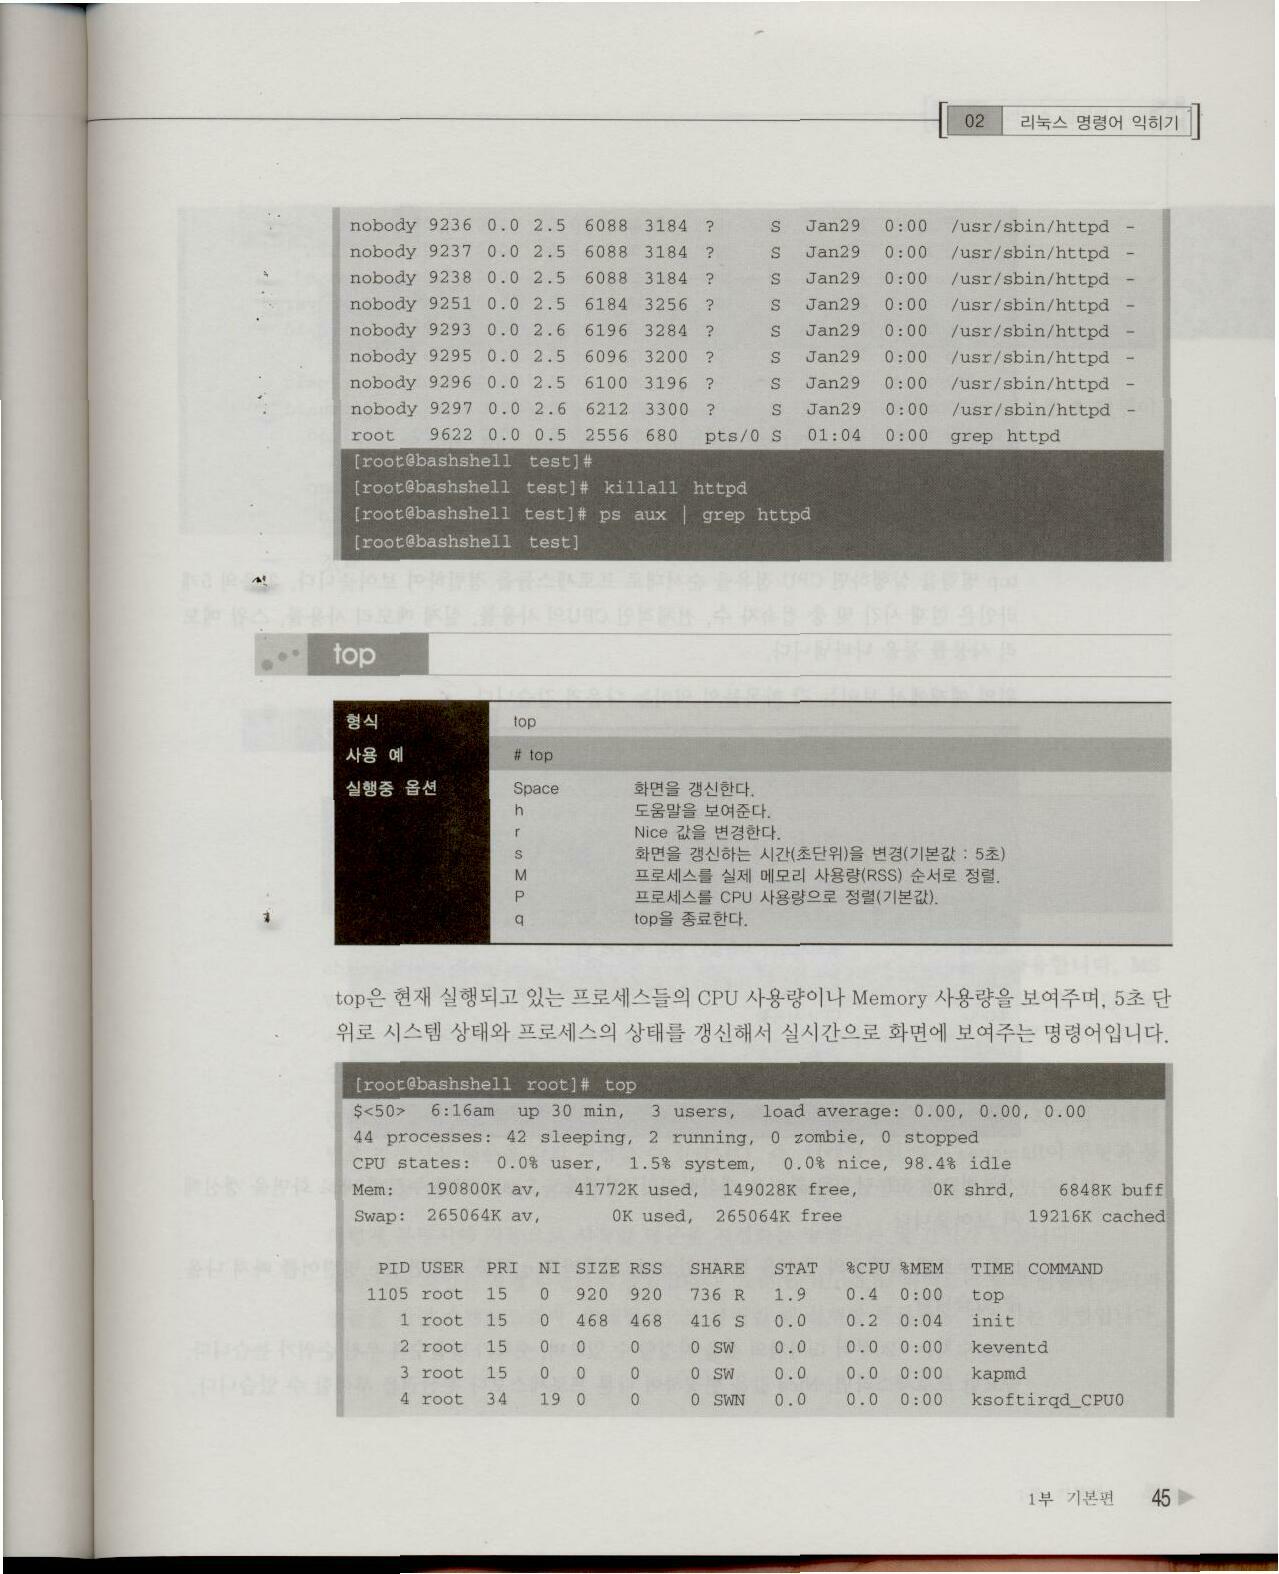 02 리눅스 명령어 익히기
nobody 9236 0.0 2.5 6088 3184 ? S Jan29 0:00 /usr/sbin/httpd -
nobody 9237 0.0 2.5 6088 3184 ? S Jan29 0:00 /usr/sbin/httpd -
nobody 9238 0.0 2.5 6088 3184 ? S Jan29 0:00 /usr/sbin/httpd -
nobody 9251 0.0 2.5 6184 3256 ? S Jan29 0:00 /usr/sbin/httpd -
nobody 9293 0.0 2.6 6196 3284 ? S Jan29 0:00 /usr/sbin/httpd -
nobody 9295 0.0 2.5 6096 3200 ? S Jan29 0:00 /usr/sbin/httpd -
nobody 9296 0.0 2.5 6100 3196 ? S Jan29 0:00 /usr/sbin/httpd -
nobody 9297 0.0 2.6 6212 3300 ? S Jan29 0:00 /usr/sbin/httpd -
root 9622 0.0 0.5 2556 680 pts/0 S 01:04 0:00 grep httpd
[root@bashshell test]#
[root@bashshell test]# killall httpd
[root@bashshell test]# ps aux | grep httpd
[root@bashshell test]
top
형식 top
사용 예 # top
실행중 옵션 Space 화면을 갱신한다.
h 도움말을 보여준다.
r Nice 값을 변경한다.
s 화면을 갱신하는 시간(초단위)을 변경(기본값 : 5초)
M 프로세스를 실제 메모리 사용량(RSS) 순서로 정렬.
P 프로세스를 CPU 사용량으로 정렬(기본값).
q top을 종료한다.
top은 현재 실행되고 있는 프로세스들의 CPU 사용량이나 Memory 사용량을 보여주며, 5초 단
위로 시스템 상태와 프로세스의 상태를 갱신해서 실시간으로 화면에 보여주는 명령어입니다.
[root@bashshell root]# top
$<50> 6:16am up 30 min, 3 users, load average: 0.00, 0.00, 0.00
44 processes: 42 sleeping, 2 running, 0 zombie, 0 stopped
CPU states: 0.0% user, 1.5% system, 0.0% nice, 98.4% idle
Mem: 190800K av, 41772K used, 149028K free, 0K shrd, 6848K buff
Swap: 265064K av, 0K used, 265064K free 19216K cached
PID USER PRI NI SIZE RSS SHARE STAT %CPU %MEM TIME COMMAND
1105 root 15 0 920 920 736 R 1.9 0.4 0:00 top
1 root 15 0 468 468 416 S 0.0 0.2 0:04 init
2 root 15 0 0 0 0 SW 0.0 0.0 0:00 keventd
3 root 15 0 0 0 0 SW 0.0 0.0 0:00 kapmd
4 root 34 19 0 0 0 SWN 0.0 0.0 0:00 ksoftirqd_CPU0
1부 기본편 45